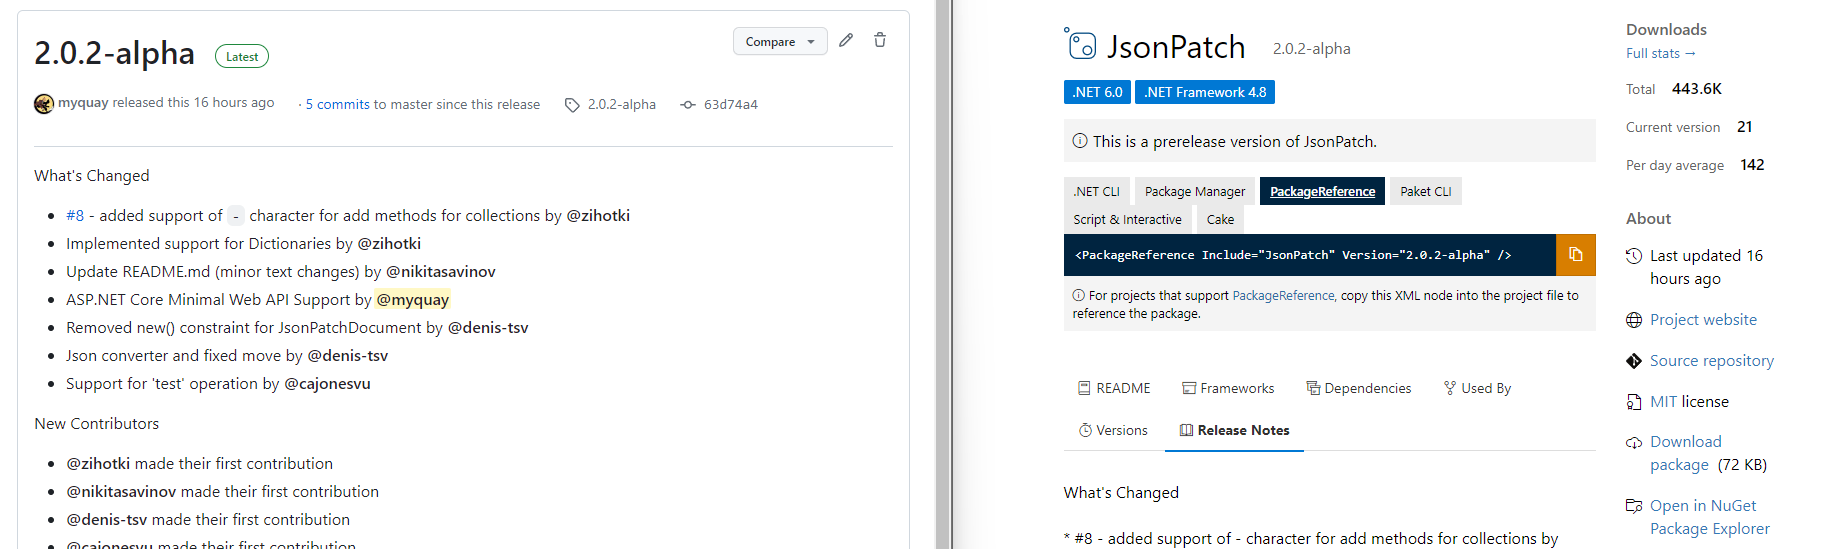 2.0.2-alpha
Latest
Compare
myquay released this 16 hours ago · 5 commits to master since this release 2.0.2-alpha 63d74a4
What's Changed
• #8 - added support of - character for add methods for collections by @zihotki
• Implemented support for Dictionaries by @zihotki
• Update README.md (minor text changes) by @nikitasavinov
• ASP.NET Core Minimal Web API Support by @myquay
• Removed new() constraint for JsonPatchDocument by @denis-tsv
• Json converter and fixed move by @denis-tsv
• Support for 'test' operation by @cajonesvu
New Contributors
• @zihotki made their first contribution
• @nikitasavinov made their first contribution
• @denis-tsv made their first contribution
• @cajonesvu made their first contribution
JsonPatch 2.0.2-alpha
.NET 6.0 .NET Framework 4.8
This is a prerelease version of JsonPatch.
.NET CLI Package Manager PackageReference Paket CLI
Script & Interactive Cake
<PackageReference Include="JsonPatch" Version="2.0.2-alpha" />
For projects that support PackageReference, copy this XML node into the project file to
reference the package.
README Frameworks Dependencies Used By
Versions Release Notes
What's Changed
* #8 - added support of - character for add methods for collections by
Downloads
Full stats →
Total 443.6K
Current version 21
Per day average 142
About
Last updated 16
hours ago
Project website
Source repository
MIT license
Download
package (72 KB)
Open in NuGet
Package Explorer